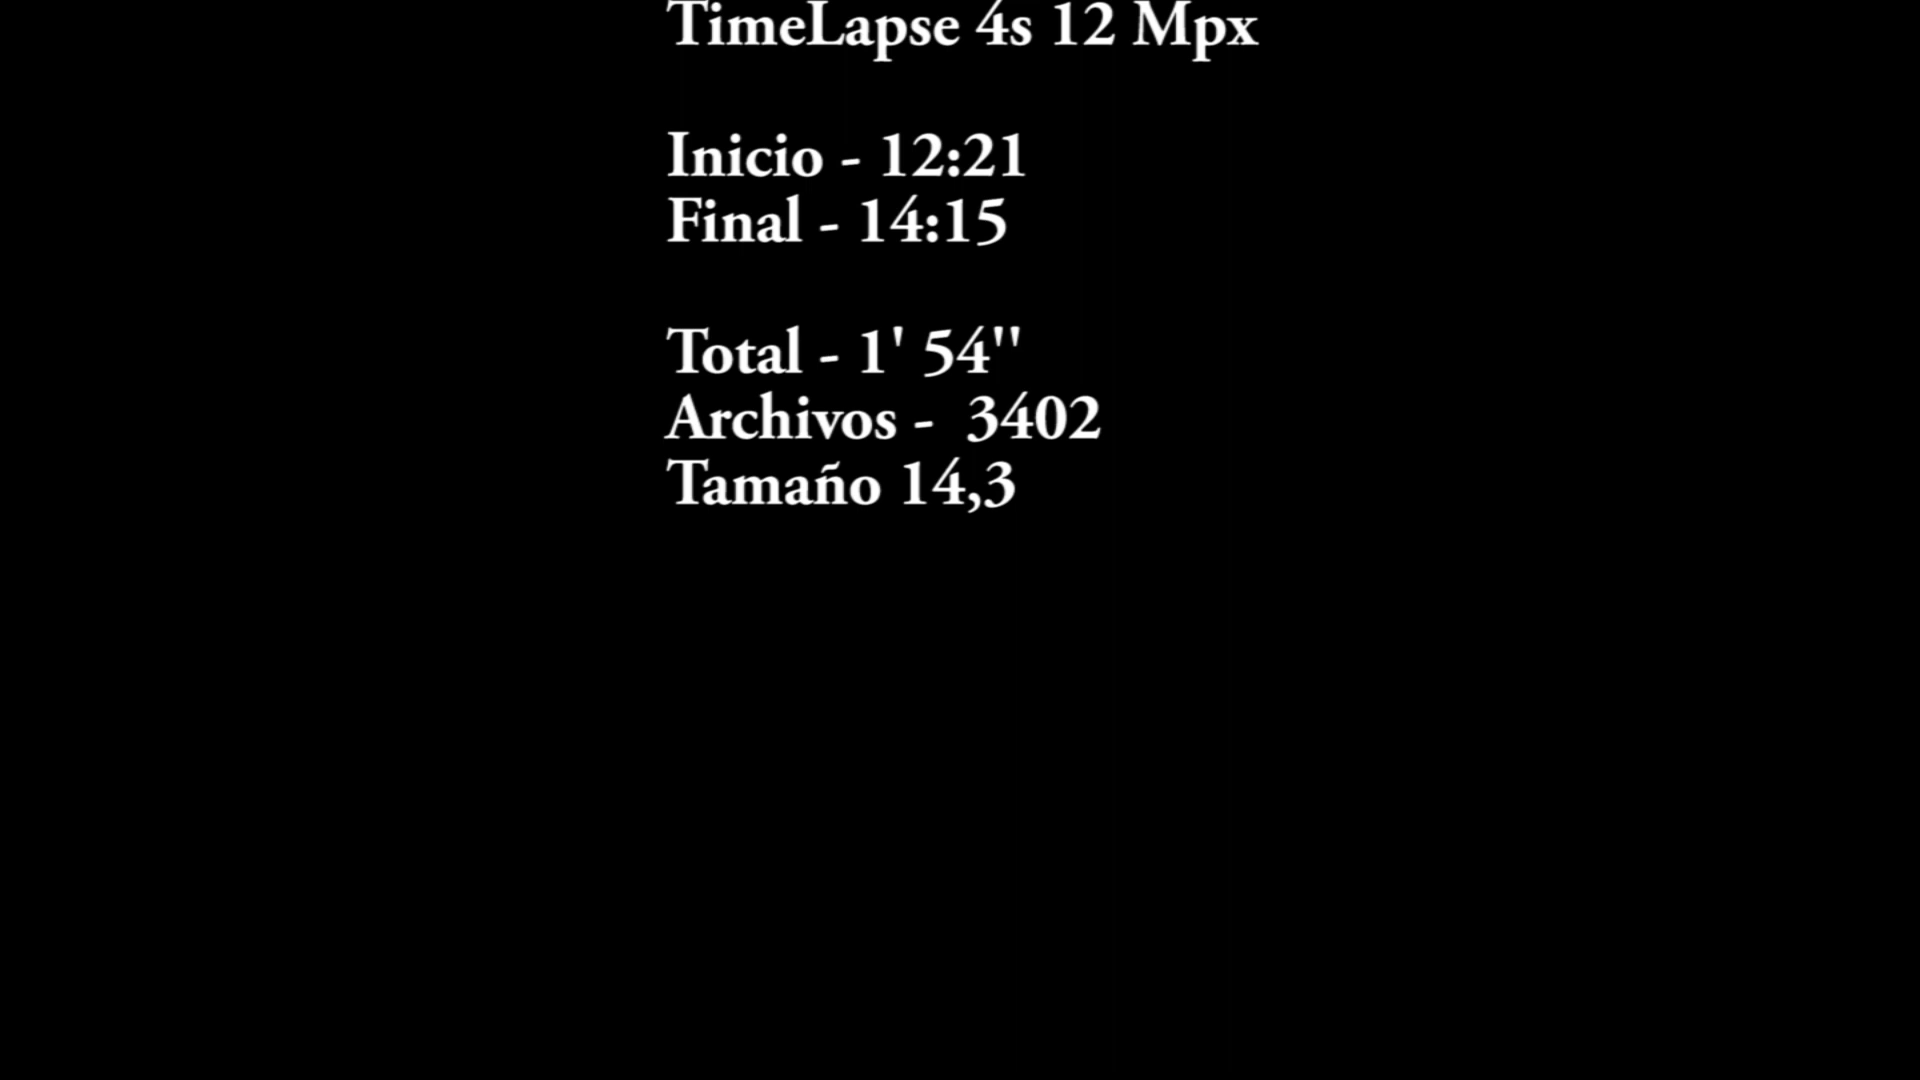 TimeLapse 4s 12 Mpx
Inicio - 12:21
Final - 14:15
Total - 1' 54''
Archivos -  3402
Tamaño 14,3